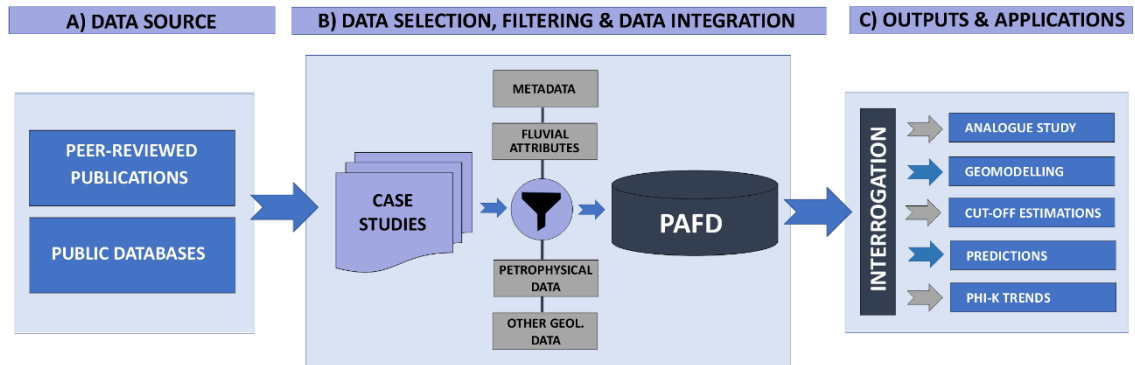 A) DATA SOURCE
B) DATA SELECTION, FILTERING & DATA INTEGRATION
C) OUTPUTS & APPLICATIONS
PEER-REVIEWED
PUBLICATIONS
PUBLIC DATABASES
CASE
STUDIES
METADATA
FLUVIAL
ATTRIBUTES
PETROPHYSICAL
DATA
OTHER GEOL.
DATA
PAFD
INTERROGATION
ANALOGUE STUDY
GEOMODELLING
CUT-OFF ESTIMATIONS
PREDICTIONS
PHI-K TRENDS